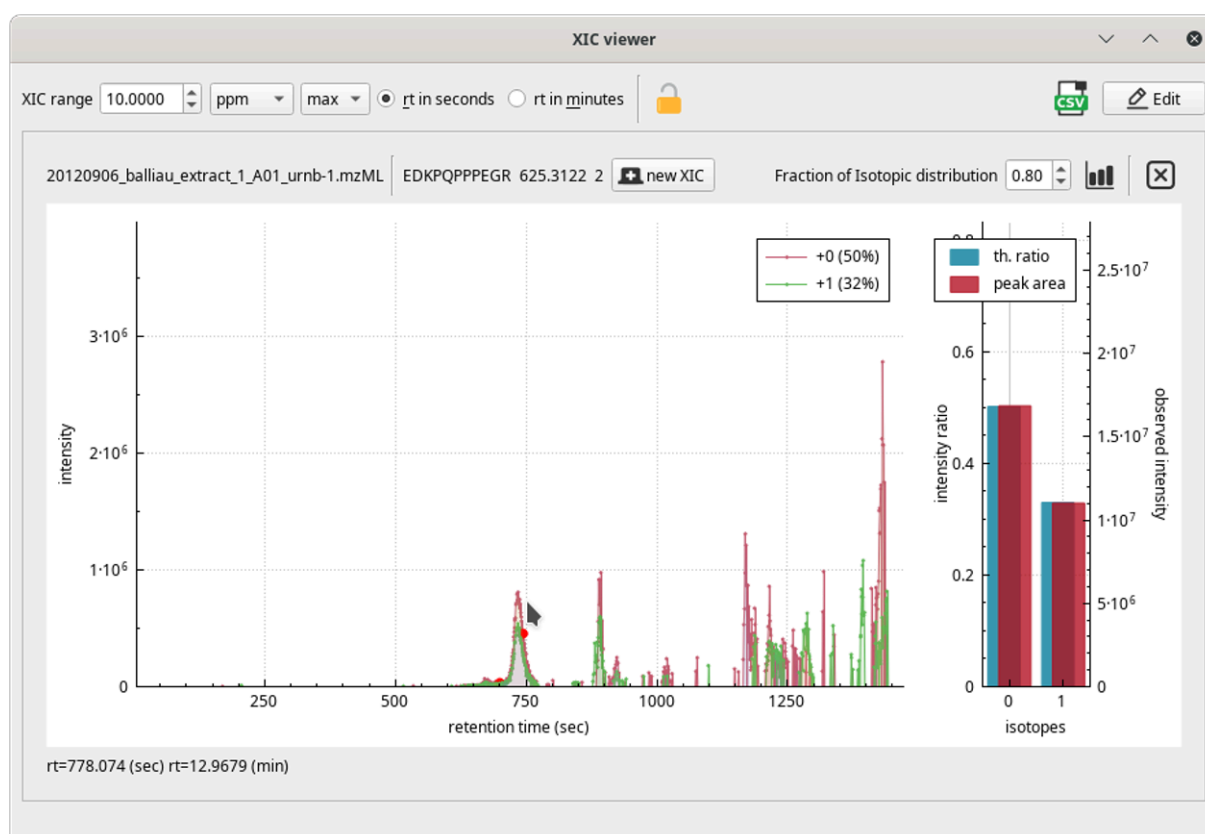 XIC viewer
XIC range 10.0000 ppm max rt in seconds rt in minutes CSV Edit
20120906_balliau_extract_1_A01_urnb-1.mzML EDKPQPPPEGR 625.3122 2 new XIC Fraction of Isotopic distribution 0.80
+0 (50%)
+1 (32%)
3·10⁶
2·10⁶
1·10⁶
0
intensity
250 500 750 1000 1250
retention time (sec)
th. ratio
peak area
0.8
0.6
0.4
0.2
0
intensity ratio
2.5·10⁷
2·10⁷
1.5·10⁷
1·10⁷
5·10⁶
0
observed intensity
0 1
isotopes
rt=778.074 (sec) rt=12.9679 (min)